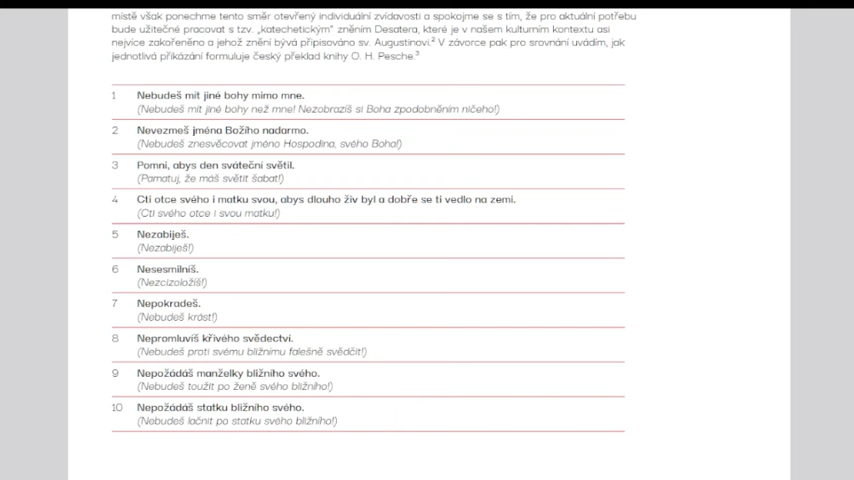 místě však ponechme tento směr otevřený individuální zvídavosti a spokojme se s tím, že pro aktuální potřebu
bude užitečné pracovat s tzv. „katechetickým" zněním Desatera, které je v našem kulturním kontextu asi
nejvíce zakořeněno a jehož znění bývá připisováno sv. Augustinovi.² V závorce pak pro srovnání uvádím, jak
jednotlivá přikázání formuluje český překlad knihy O. H. Pesche.³
1 Nebudeš mít jiné bohy mimo mne.
(Nebudeš mít jiné bohy než mne! Nezobrazíš si Boha zpodobněním ničeho!)
2 Nevezmeš jména Božího nadarmo.
(Nebudeš znesvěcovat jméno Hospodina, svého Boha!)
3 Pomni, abys den sváteční světil.
(Pamatuj, že máš světit šabat!)
4 Cti otce svého i matku svou, abys dlouho živ byl a dobře se ti vedlo na zemi.
(Cti svého otce i svou matku!)
5 Nezabiješ.
(Nezabiješ!)
6 Nesesmilníš.
(Nezcizoložíš!)
7 Nepokradeš.
(Nebudeš krást!)
8 Nepromluvíš křivého svědectví.
(Nebudeš proti svému bližnímu falešně svědčit!)
9 Nepožádáš manželky bližního svého.
(Nebudeš toužit po ženě svého bližního!)
10 Nepožádáš statku bližního svého.
(Nebudeš lačnit po statku svého bližního!)